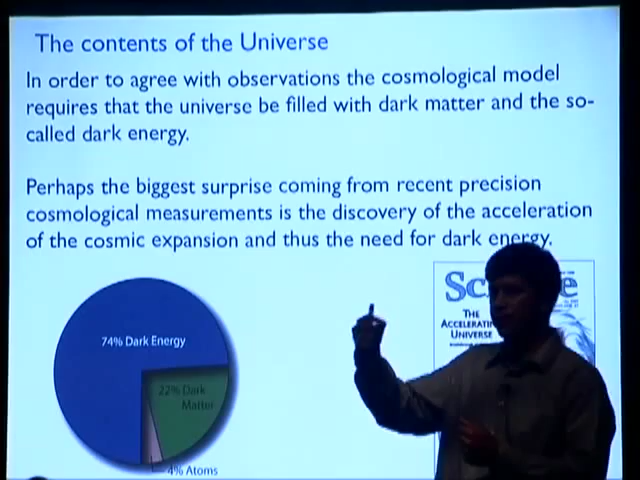 The contents of the Universe
In order to agree with observations the cosmological model
requires that the universe be filled with dark matter and the so-
called dark energy.
Perhaps the biggest surprise coming from recent precision
cosmological measurements is the discovery of the acceleration
of the cosmic expansion and thus the need for dark energy.
74% Dark Energy
22% Dark
Matter
4% Atoms
THE
UNIVERSE